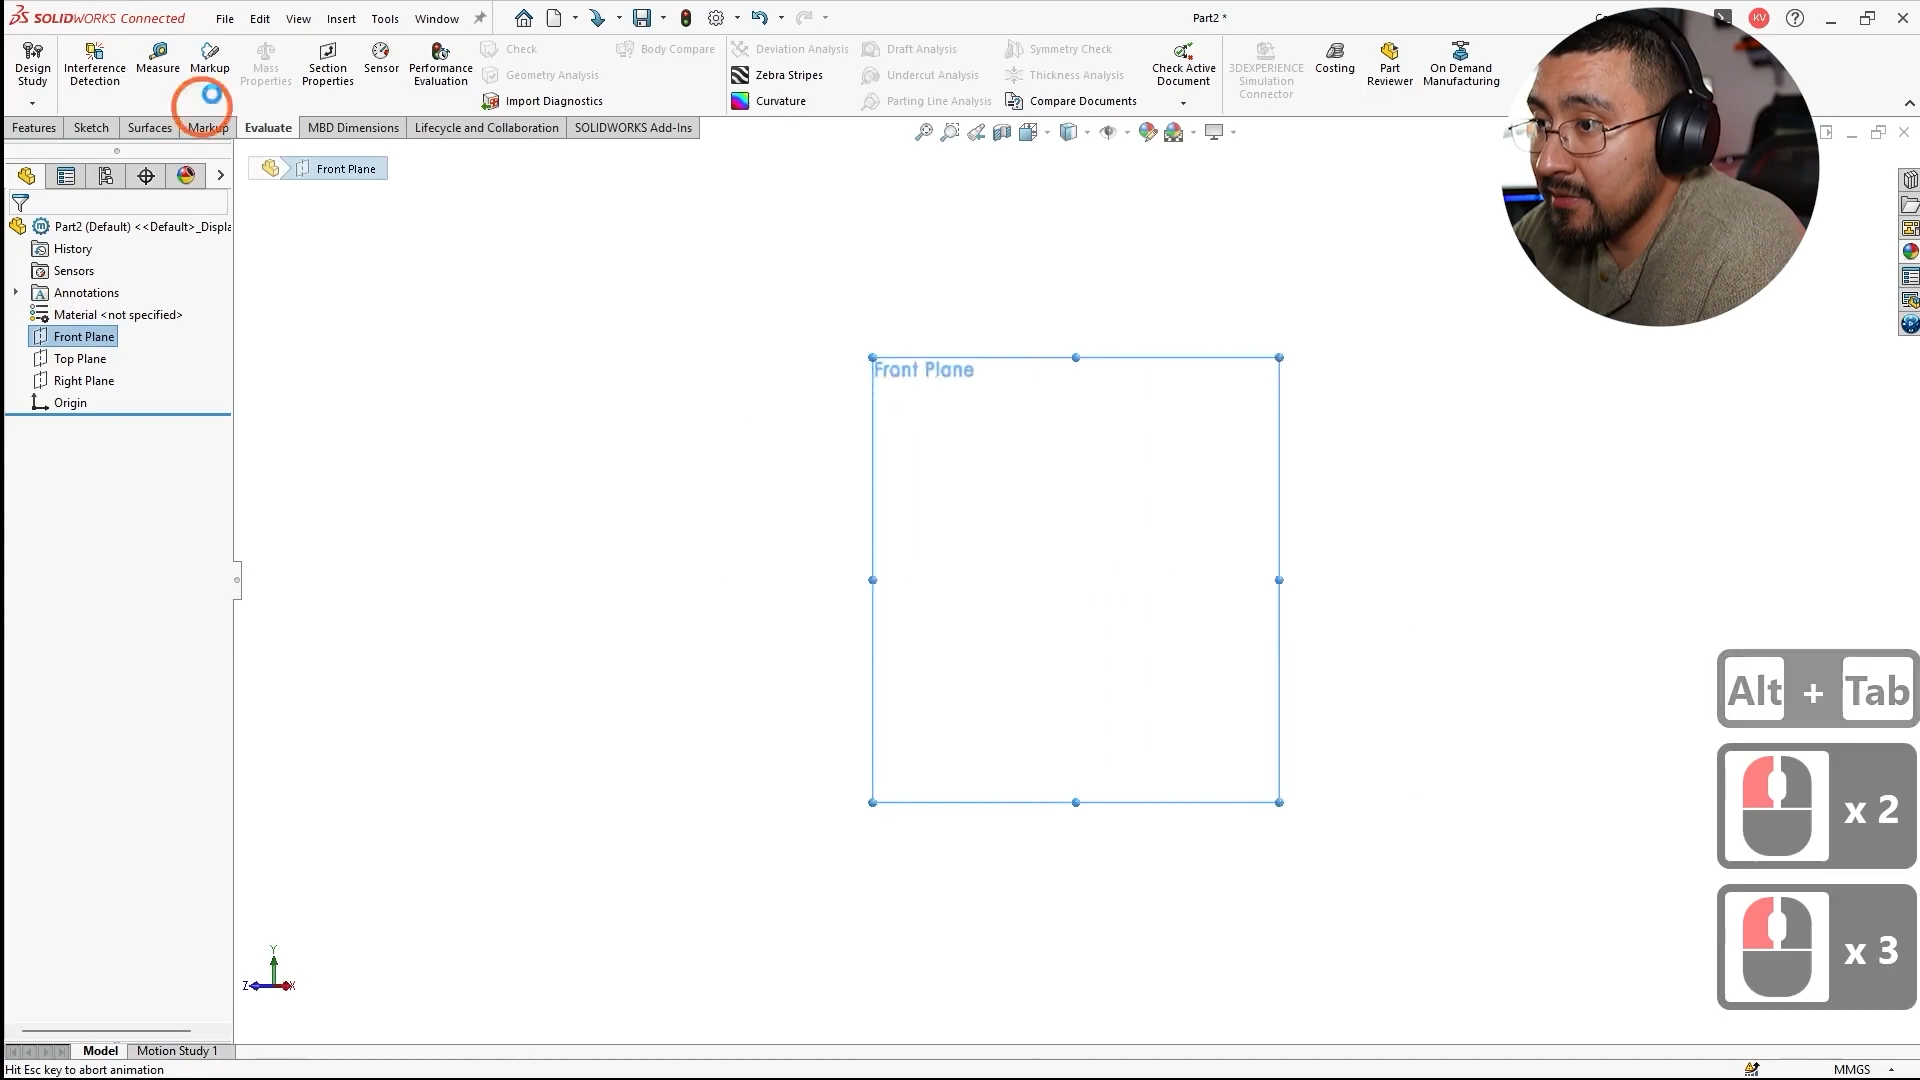 SOLIDWORKS Connected
File Edit View Insert Tools Window
Part2 *
KV
Design Study
Interference Detection
Measure
Markup
Mass Properties
Section Properties
Sensor
Performance Evaluation
Check
Geometry Analysis
Import Diagnostics
Body Compare
Deviation Analysis
Zebra Stripes
Curvature
Draft Analysis
Undercut Analysis
Parting Line Analysis
Symmetry Check
Thickness Analysis
Compare Documents
Check Active Document
3DEXPERIENCE Simulation Connector
Costing
Part Reviewer
On Demand Manufacturing
Features Sketch Surfaces Markup Evaluate MBD Dimensions Lifecycle and Collaboration SOLIDWORKS Add-Ins
Front Plane
Part2 (Default) <<Default>_Displa
History
Sensors
Annotations
Material <not specified>
Front Plane
Top Plane
Right Plane
Origin
Front Plane
Alt + Tab
x 2
x 3
Y
Z X
Model Motion Study 1
Hit Esc key to abort animation
MMGS